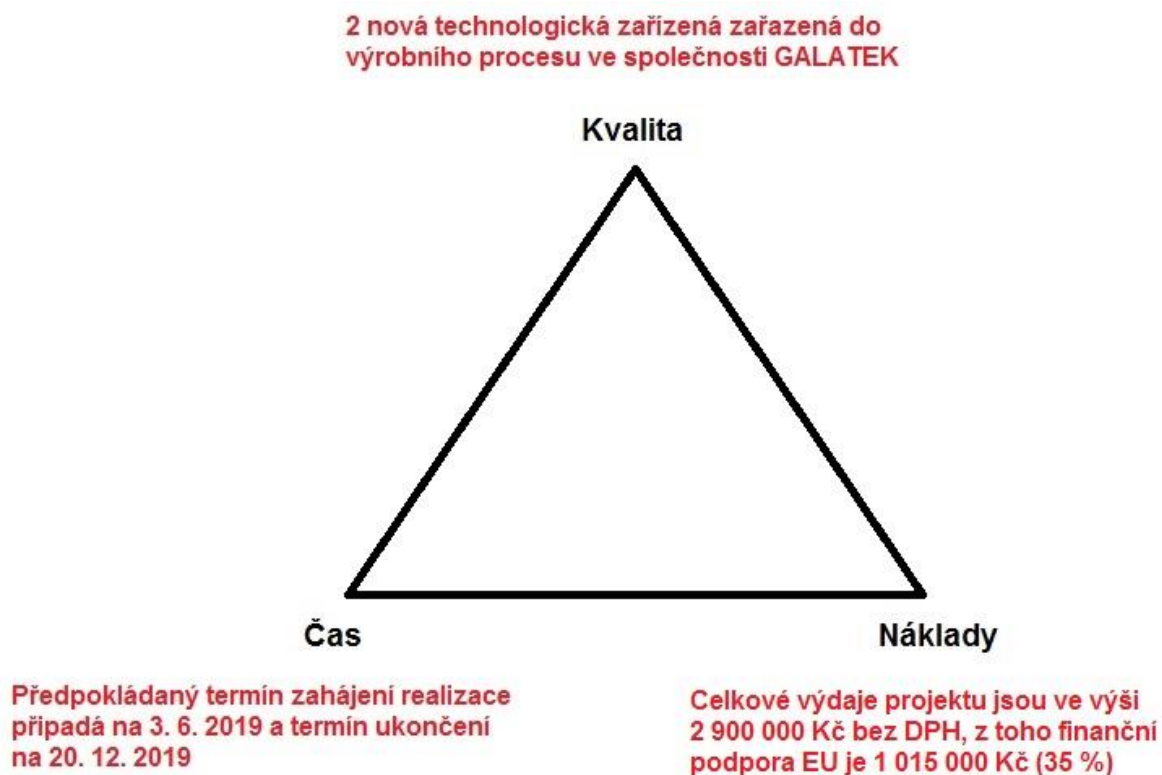 2 nová technologická zařízená zařazená do
výrobního procesu ve společnosti GALATEK
Kvalita
Čas
Náklady
Předpokládaný termín zahájení realizace
připadá na 3. 6. 2019 a termín ukončení
na 20. 12. 2019
Celkové výdaje projektu jsou ve výši
2 900 000 Kč bez DPH, z toho finanční
podpora EU je 1 015 000 Kč (35 %)